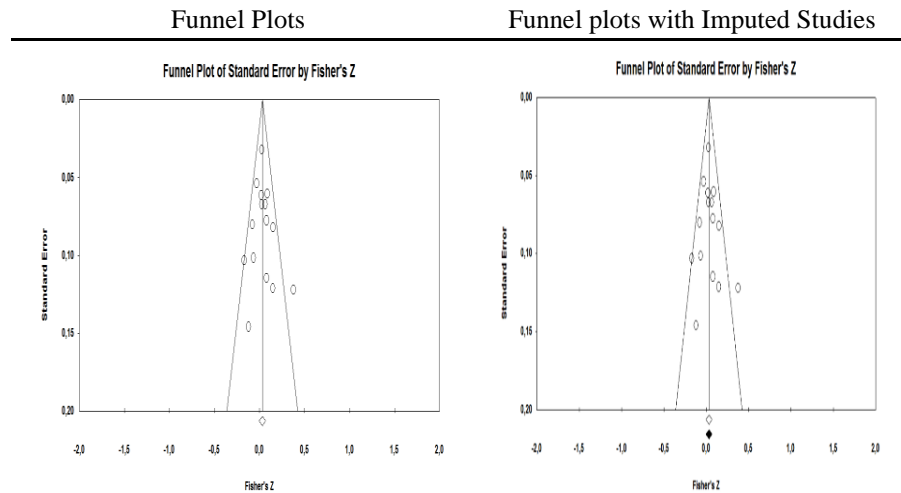 Funnel Plots
Funnel plots with Imputed Studies
Funnel Plot of Standard Error by Fisher's Z
0,00
0,05
0,10
0,15
0,20
Standard Error
-2,0 -1,5 -1,0 -0,5 0,0 0,5 1,0 1,5 2,0
Fisher's Z
Funnel Plot of Standard Error by Fisher's Z
0,00
0,05
0,10
0,15
0,20
Standard Error
-2,0 -1,5 -1,0 -0,5 0,0 0,5 1,0 1,5 2,0
Fisher's Z